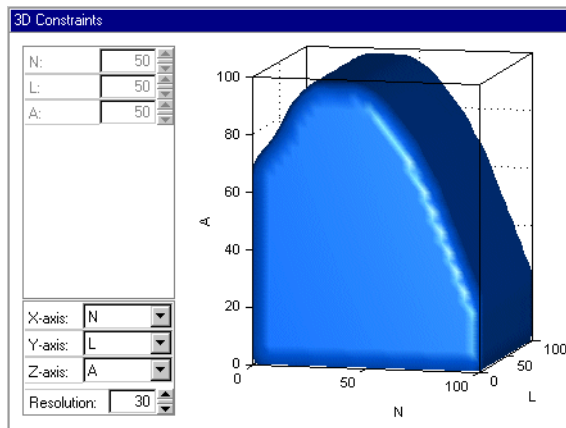 3D Constraints
N: 50
L: 50
A: 50
X-axis: N
Y-axis: L
Z-axis: A
Resolution: 30
100
80
60
40
20
0
A
0
50
100
N
0
50
100
L